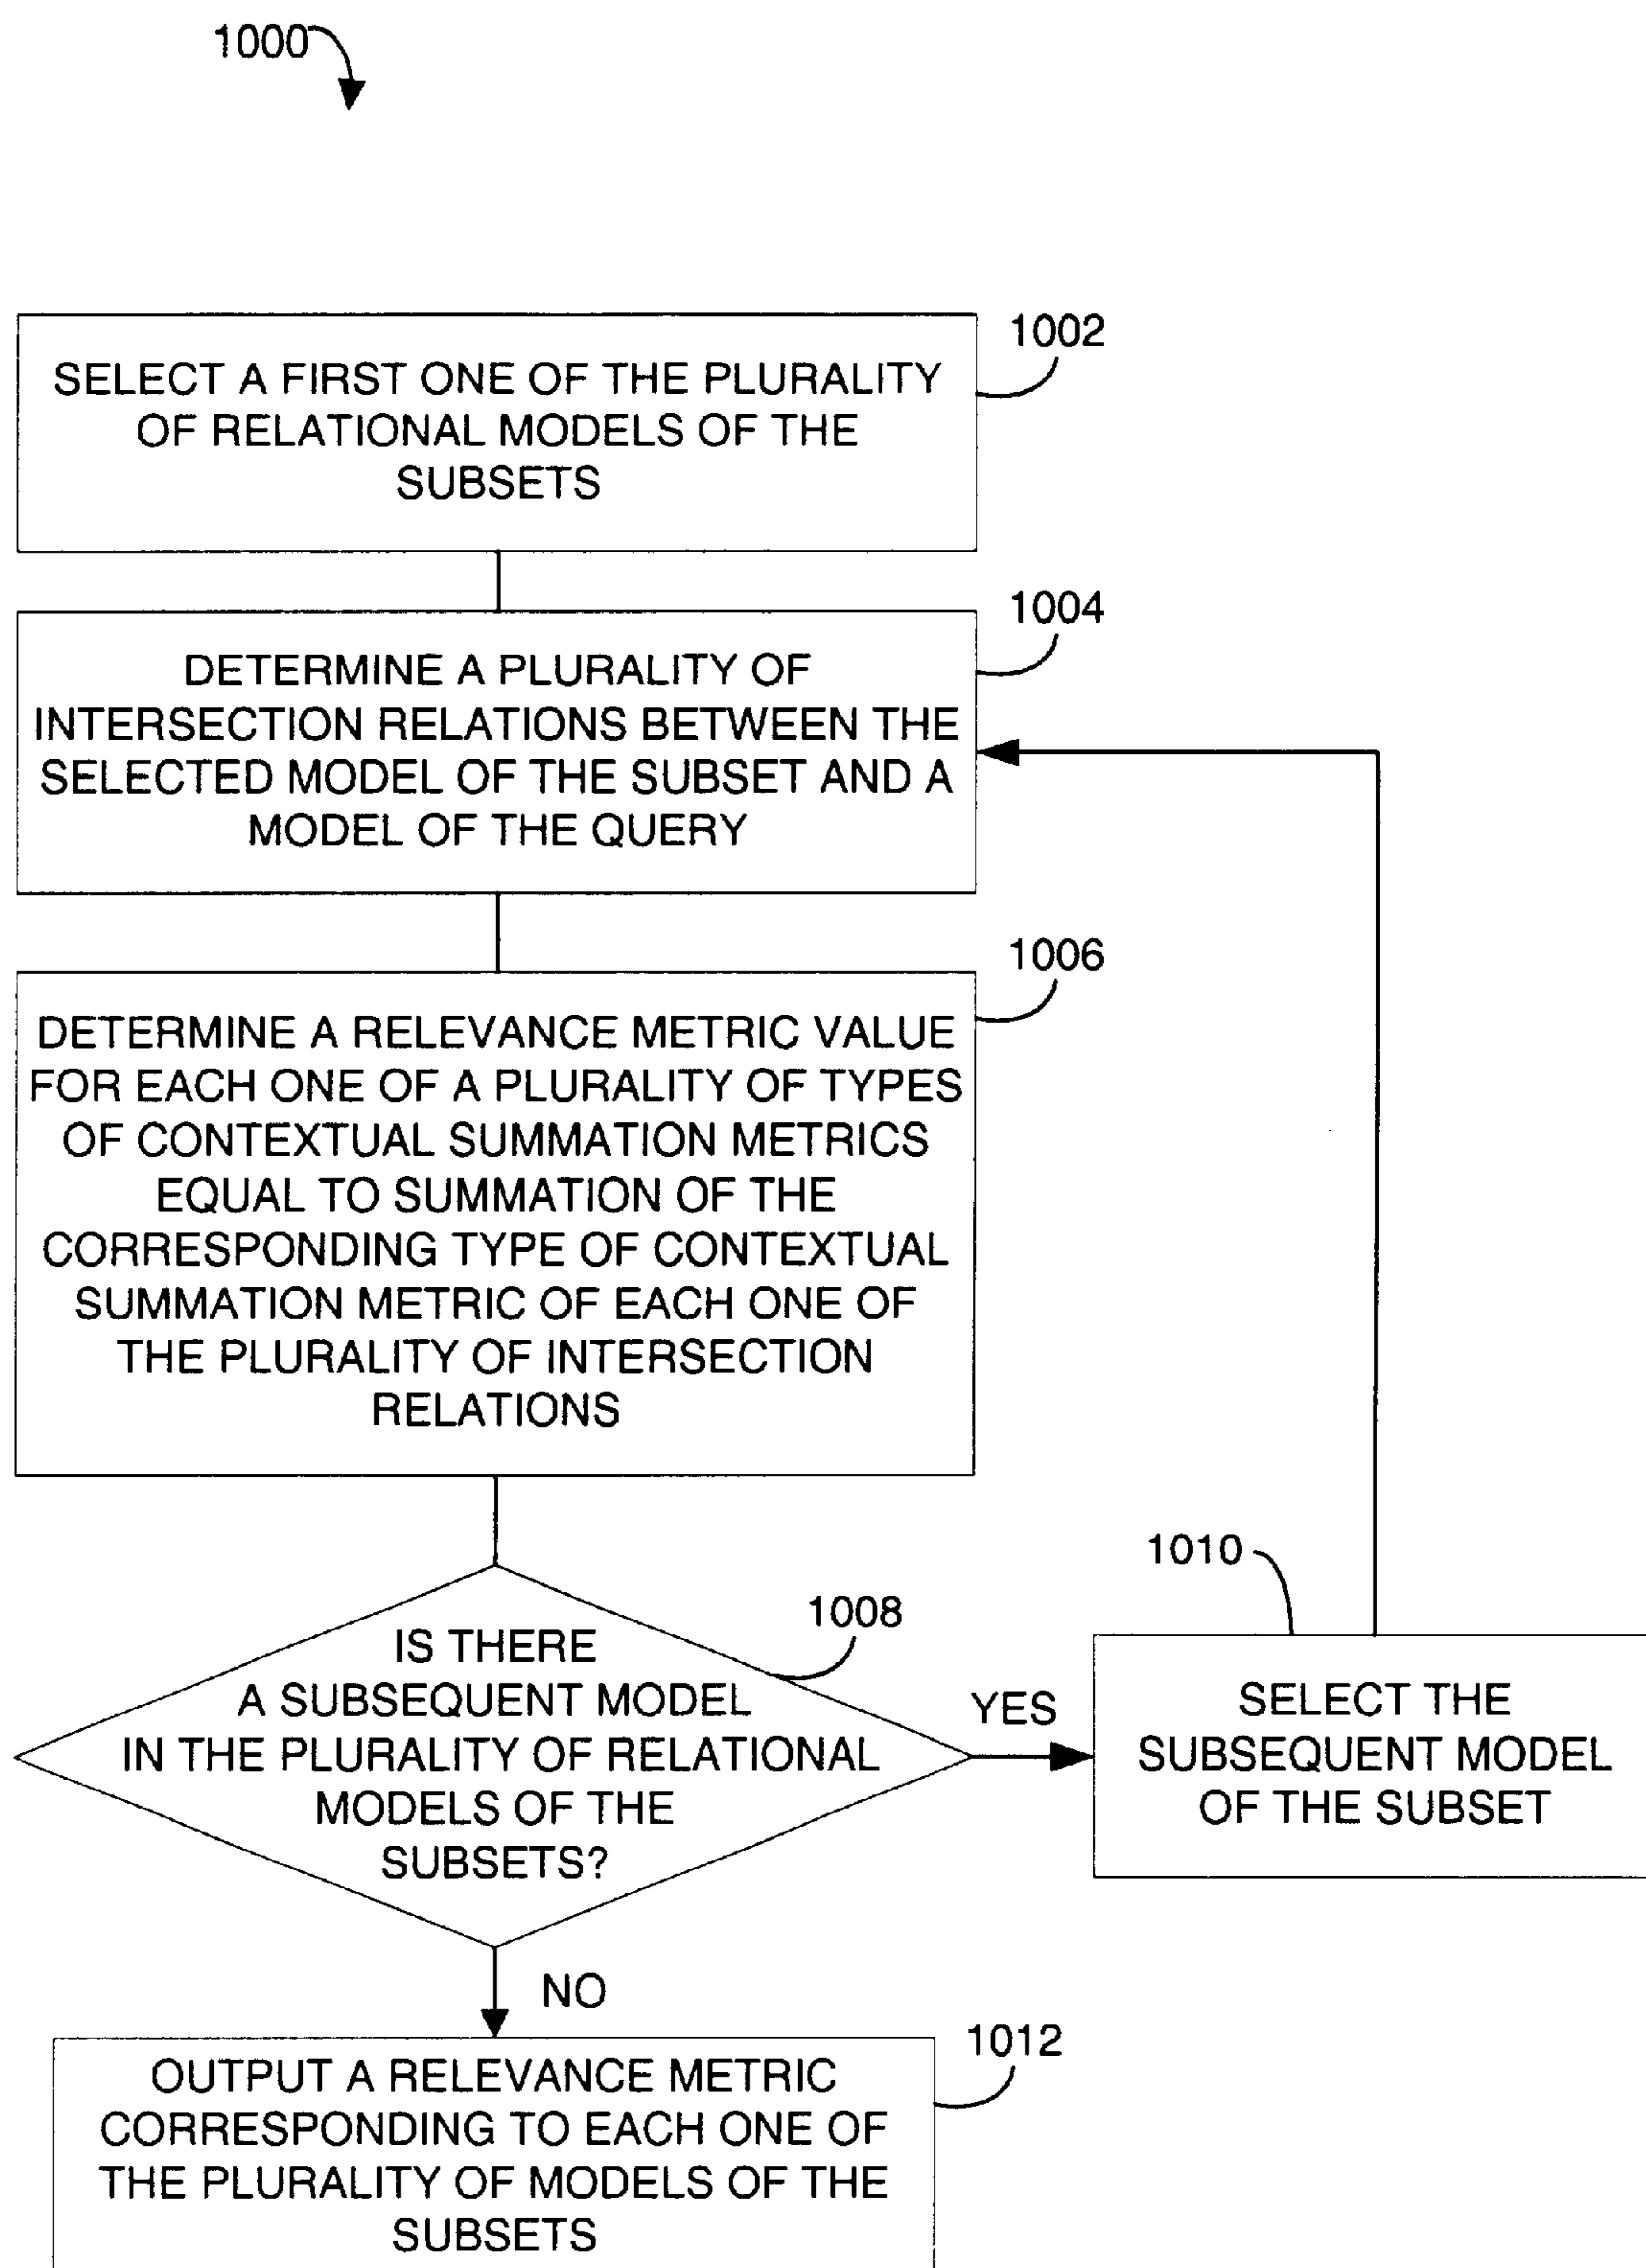 1000
1002
SELECT A FIRST ONE OF THE PLURALITY
OF RELATIONAL MODELS OF THE
SUBSETS
1004
DETERMINE A PLURALITY OF
INTERSECTION RELATIONS BETWEEN THE
SELECTED MODEL OF THE SUBSET AND A
MODEL OF THE QUERY
1006
DETERMINE A RELEVANCE METRIC VALUE
FOR EACH ONE OF A PLURALITY OF TYPES
OF CONTEXTUAL SUMMATION METRICS
EQUAL TO SUMMATION OF THE
CORRESPONDING TYPE OF CONTEXTUAL
SUMMATION METRIC OF EACH ONE OF
THE PLURALITY OF INTERSECTION
RELATIONS
1008
IS THERE
A SUBSEQUENT MODEL
IN THE PLURALITY OF RELATIONAL
MODELS OF THE
SUBSETS?
YES
1010
SELECT THE
SUBSEQUENT MODEL
OF THE SUBSET
NO
1012
OUTPUT A RELEVANCE METRIC
CORRESPONDING TO EACH ONE OF
THE PLURALITY OF MODELS OF THE
SUBSETS